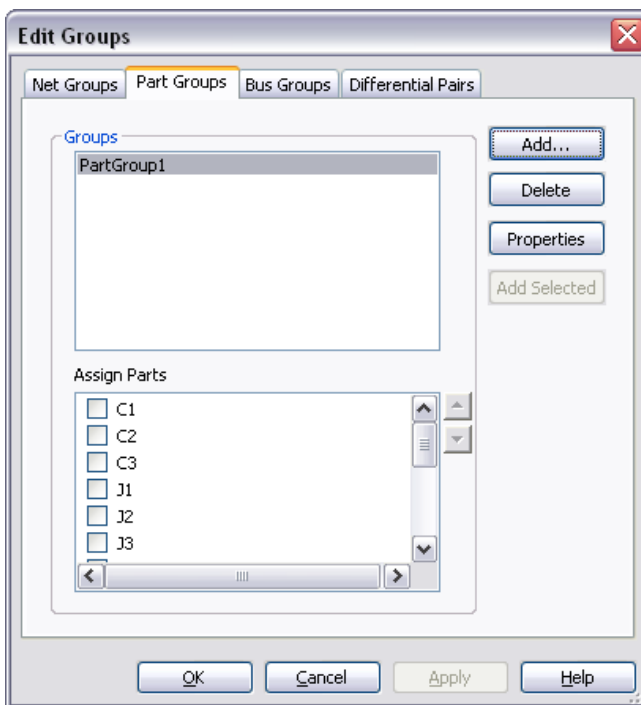 Edit Groups
Net Groups
Part Groups
Bus Groups
Differential Pairs
Groups
PartGroup1
Add...
Delete
Properties
Add Selected
Assign Parts
C1
C2
C3
J1
J2
J3
OK
Cancel
Apply
Help